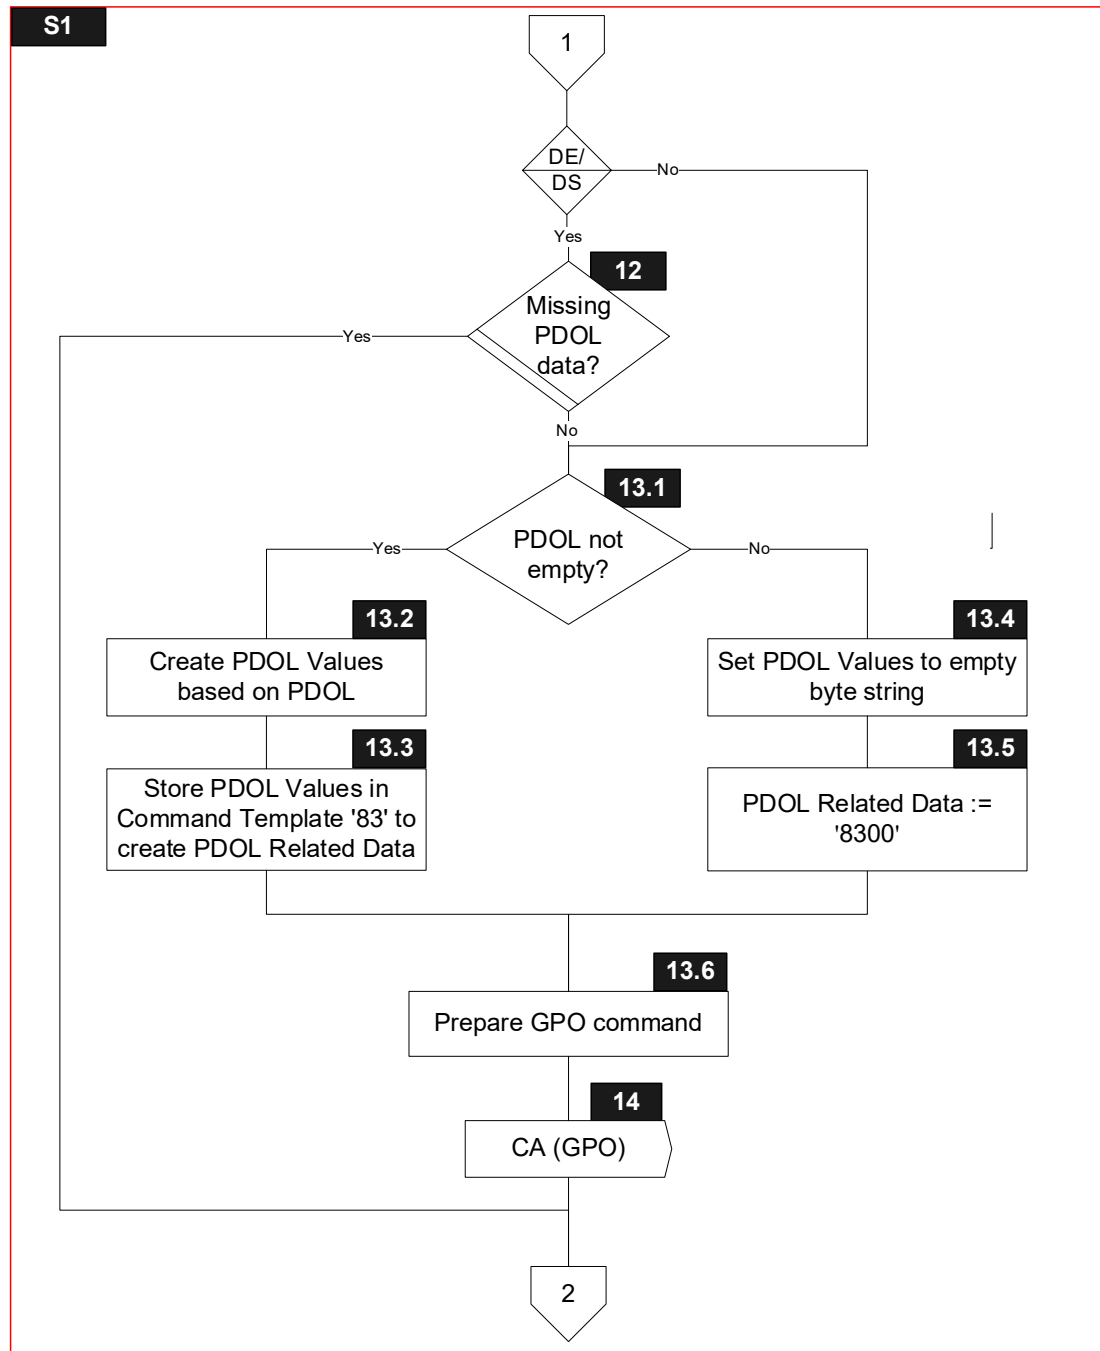 S1
1
DE/
DS
No
Yes
12
Missing
PDOL
data?
Yes
No
13.1
PDOL not
empty?
Yes
No
13.2
Create PDOL Values
based on PDOL
13.4
Set PDOL Values to empty
byte string
13.3
Store PDOL Values in
Command Template '83' to
create PDOL Related Data
13.5
PDOL Related Data :=
'8300'
13.6
Prepare GPO command
14
CA (GPO)
2